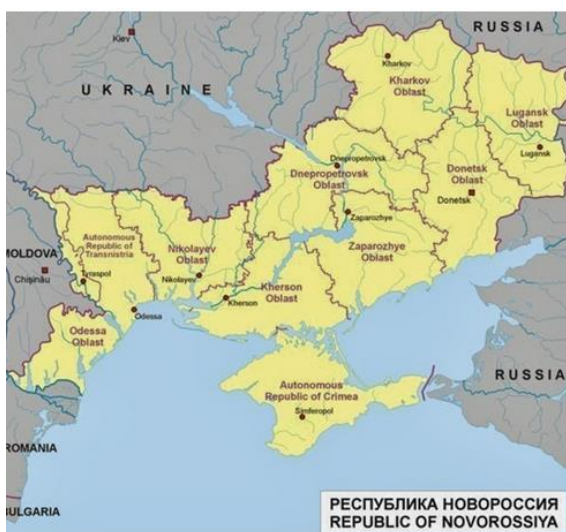 RUSSIA
Kiev
Kharkov
Kharkov
Oblast
UKRAINE
Lugansk
Oblast
Dnepropetrovsk
Lugansk
Dnepropetrovsk
Oblast
Donetsk
Oblast
Donetsk
Zaparozhye
Autonomous
Republic of
Transnistria
Nikolayev
Oblast
Zaparozhye
Oblast
MOLDOVA
Chişinău
Tyraspol
Nikolayev
Kherson
Oblast
Kherson
Odessa
Odessa
Oblast
RUSSIA
Autonomous
Republic of Crimea
Simferopol
ROMANIA
BULGARIA
РЕСПУБЛИКА НОВОРОССИЯ
REPUBLIC OF NOVOROSSIYA